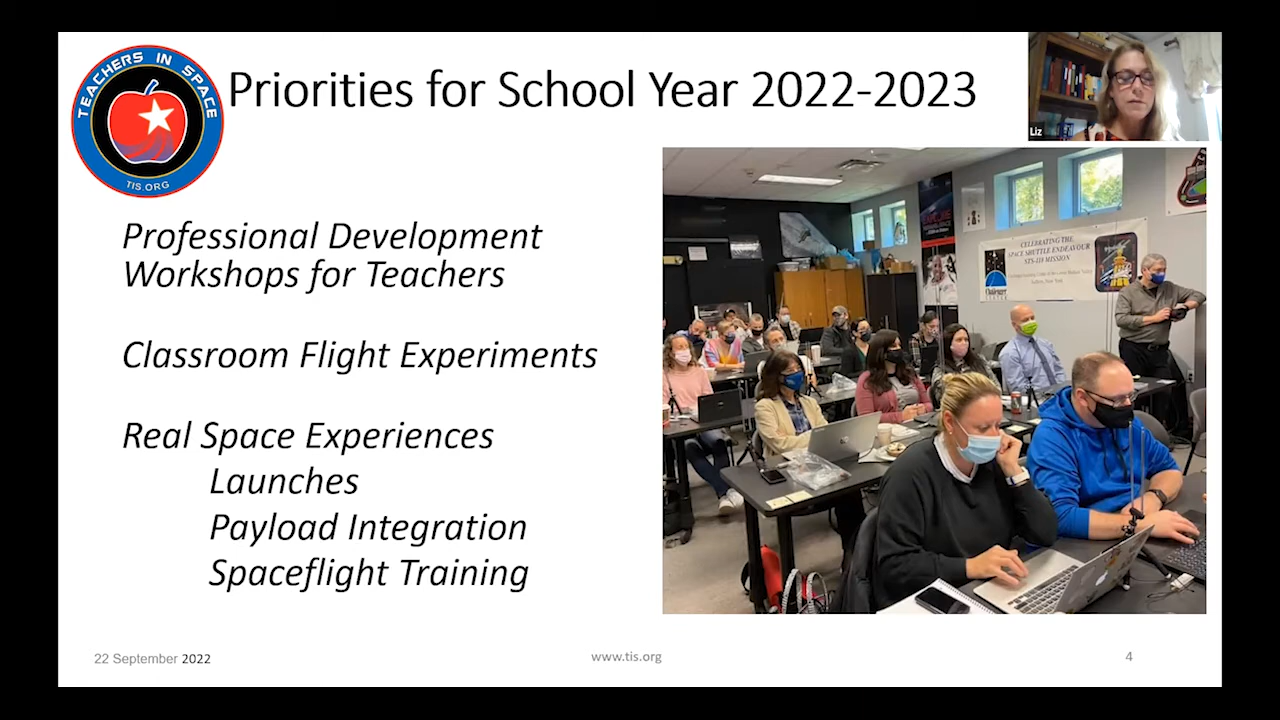 TEACHERS IN SPACE
TIS.ORG
Priorities for School Year 2022-2023
Liz
Professional Development
Workshops for Teachers
Classroom Flight Experiments
Real Space Experiences
Launches
Payload Integration
Spaceflight Training
CELEBRATING THE
SPACE SHUTTLE ENDEAVOUR
STS-118 MISSION
22 September 2022
www.tis.org
4